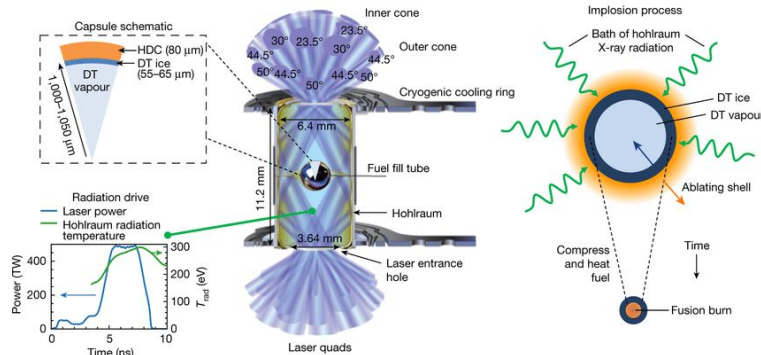 Capsule schematic
HDC (80 μm)
DT ice
(55–65 μm)
DT
vapour
1,000–1,050 μm
Radiation drive
Laser power
Hohlraum radiation
temperature
Power (TW)
400
200
0
0
5
10
Time (ns)
300
200
100
0
T rad (eV)
Inner cone
Outer cone
23.5°
23.5°
30°
30°
44.5°
44.5°
50°
44.5°
44.5°
50°
50°
Cryogenic cooling ring
6.4 mm
Fuel fill tube
11.2 mm
Hohlraum
3.64 mm
Laser entrance
hole
Laser quads
Implosion process
Bath of hohlraum
X-ray radiation
DT ice
DT vapour
Ablating shell
Compress
and heat
fuel
Time
Fusion burn